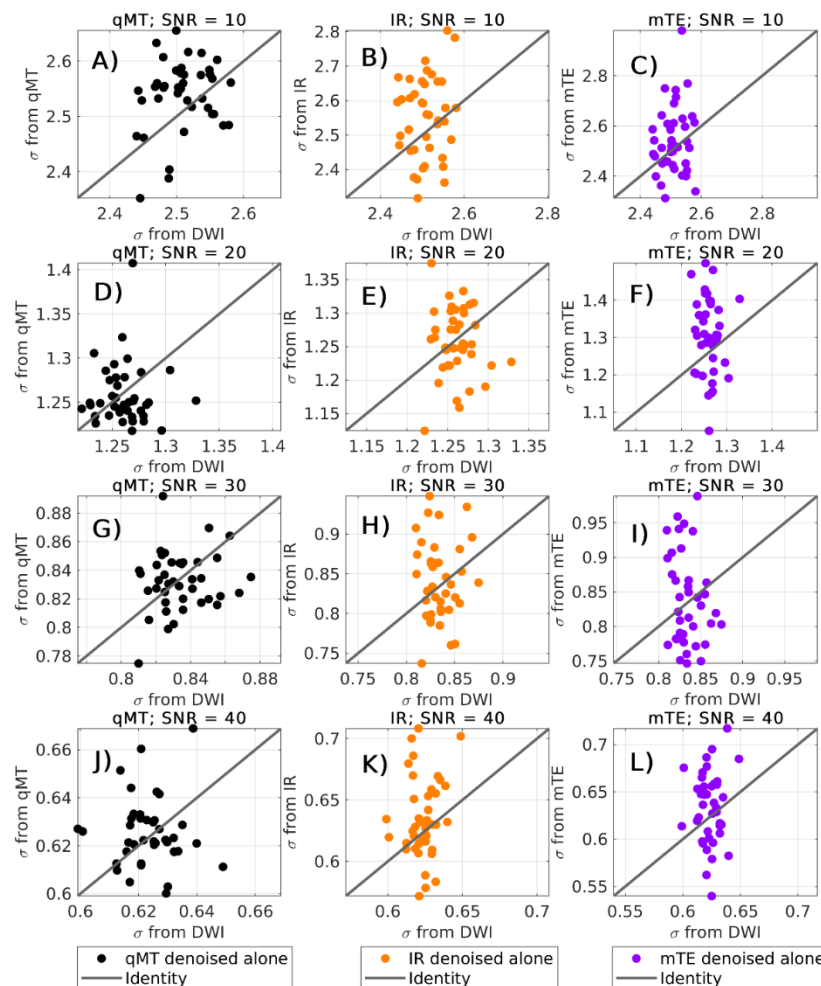 qMT; SNR = 10
A)
2.6
2.5
2.4
σ from qMT
2.4 2.5 2.6
σ from DWI
IR; SNR = 10
B)
2.8
2.7
2.6
2.5
2.4
σ from IR
2.4 2.6 2.8
σ from DWI
mTE; SNR = 10
C)
2.8
2.6
2.4
σ from mTE
2.4 2.6 2.8
σ from DWI
qMT; SNR = 20
D)
1.4
1.35
1.3
1.25
σ from qMT
1.25 1.3 1.35 1.4
σ from DWI
IR; SNR = 20
E)
1.35
1.3
1.25
1.2
1.15
σ from IR
1.15 1.2 1.25 1.3 1.35
σ from DWI
mTE; SNR = 20
F)
1.4
1.3
1.2
1.1
σ from mTE
1.1 1.2 1.3 1.4
σ from DWI
qMT; SNR = 30
G)
0.88
0.86
0.84
0.82
0.8
0.78
σ from qMT
0.8 0.82 0.84 0.86 0.88
σ from DWI
IR; SNR = 30
H)
0.9
0.85
0.8
0.75
σ from IR
0.75 0.8 0.85 0.9
σ from DWI
mTE; SNR = 30
I)
0.95
0.9
0.85
0.8
0.75
σ from mTE
0.75 0.8 0.85 0.9 0.95
σ from DWI
qMT; SNR = 40
J)
0.66
0.64
0.62
0.6
σ from qMT
0.6 0.62 0.64 0.66
σ from DWI
IR; SNR = 40
K)
0.7
0.65
0.6
σ from IR
0.6 0.65 0.7
σ from DWI
mTE; SNR = 40
L)
0.7
0.65
0.6
0.54
σ from mTE
0.54 0.6 0.65 0.7
σ from DWI
qMT denoised alone
Identity
IR denoised alone
Identity
mTE denoised alone
Identity